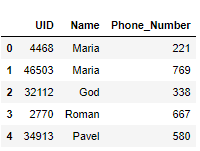 UID Name Phone_Number
0 4468 Maria 221
1 46503 Maria 769
2 32112 God 338
3 2770 Roman 667
4 34913 Pavel 580